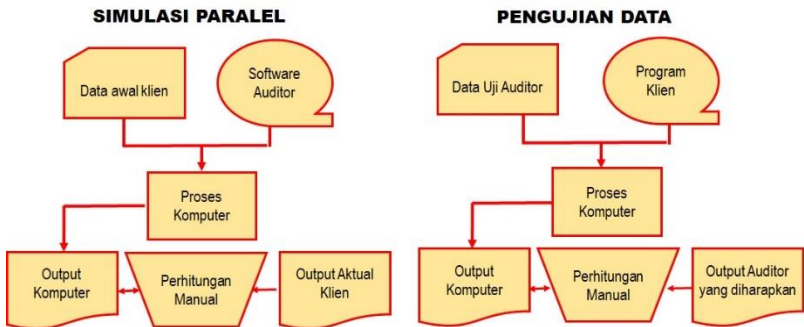 SIMULASI PARALEL
Data awal klien
Software
Auditor
Proses
Komputer
Output
Komputer
Perhitungan
Manual
Output Aktual
Klien
PENGUJIAN DATA
Data Uji Auditor
Program
Klien
Proses
Komputer
Output
Komputer
Perhitungan
Manual
Output Auditor
yang diharapkan